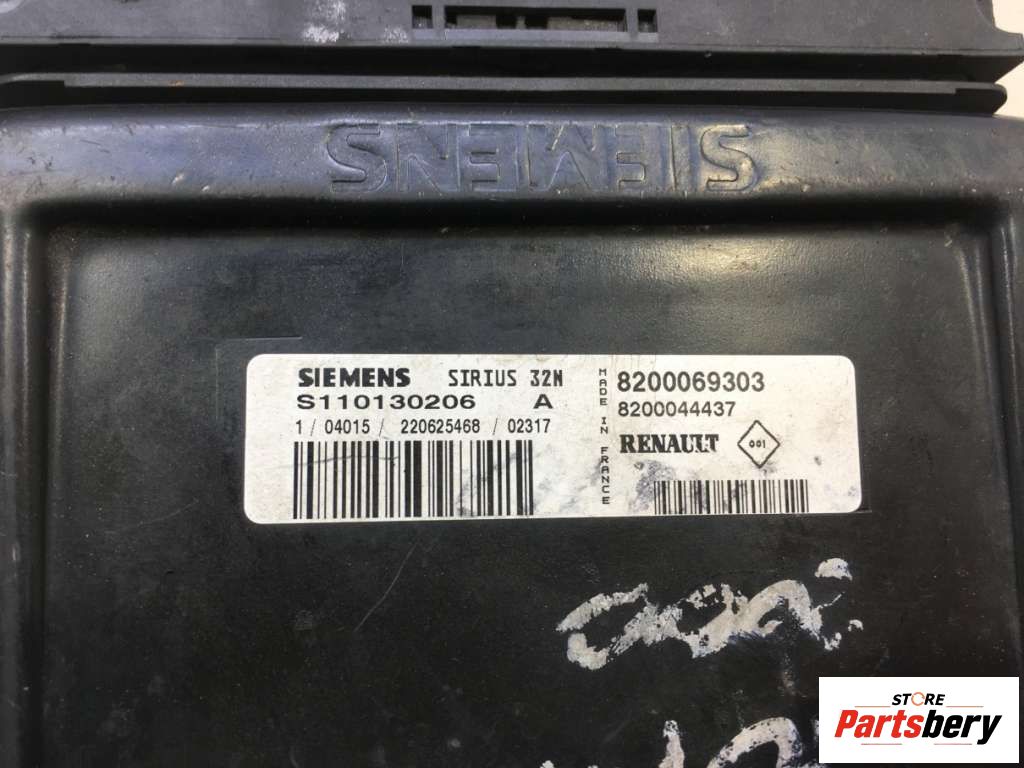 SIEMENS
SIEMENS SIRIUS 32N
S110130206 A
1 / 04015 / 220625468 / 02317
MADE IN FRANCE
8200069303
8200044437
RENAULT 001
STORE
Partsbery